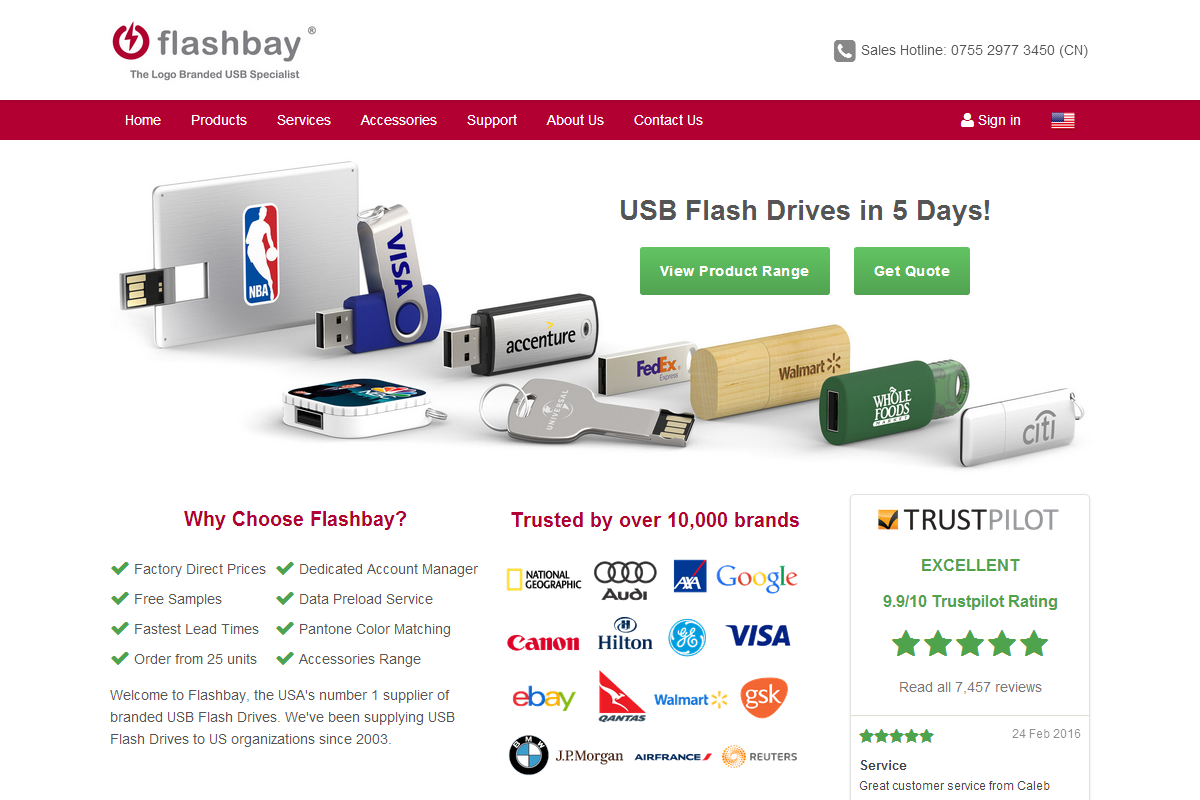 flashbay ®
The Logo Branded USB Specialist
Sales Hotline: 0755 2977 3450 (CN)
Home Products Services Accessories Support About Us Contact Us Sign in
USB Flash Drives in 5 Days!
View Product Range Get Quote
NBA
VISA
accenture
FedEx
Express
Walmart
WHOLE
FOODS
MARKET
UNIVERSAL
citi
Why Choose Flashbay?
Factory Direct Prices Dedicated Account Manager
Free Samples Data Preload Service
Fastest Lead Times Pantone Color Matching
Order from 25 units Accessories Range
Welcome to Flashbay, the USA's number 1 supplier of
branded USB Flash Drives. We've been supplying USB
Flash Drives to US organizations since 2003.
Trusted by over 10,000 brands
NATIONAL
GEOGRAPHIC
Audi
AXA
Google
Canon
Hilton
GE
VISA
ebay
QANTAS
Walmart
gsk
BMW
J.P.Morgan
AIRFRANCE
REUTERS
TRUSTPILOT
EXCELLENT
9.9/10 Trustpilot Rating
Read all 7,457 reviews
24 Feb 2016
Service
Great customer service from Caleb